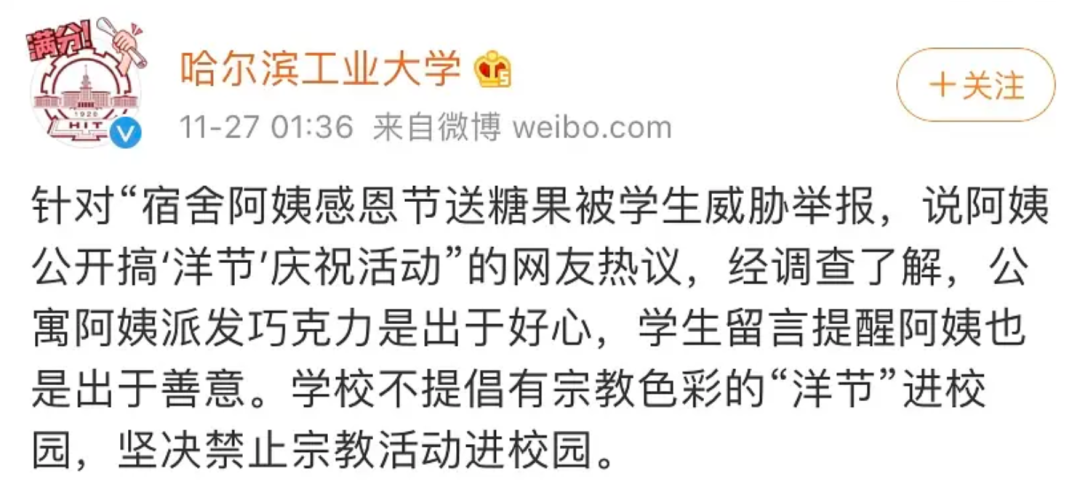 满分!
哈尔滨工业大学
+关注
11-27 01:36 来自微博 weibo.com
1920
HIT
针对“宿舍阿姨感恩节送糖果被学生威胁举报，说阿姨
公开搞‘洋节’庆祝活动”的网友热议，经调查了解，公
寓阿姨派发巧克力是出于好心，学生留言提醒阿姨也
是出于善意。学校不提倡有宗教色彩的“洋节”进校
园，坚决禁止宗教活动进校园。